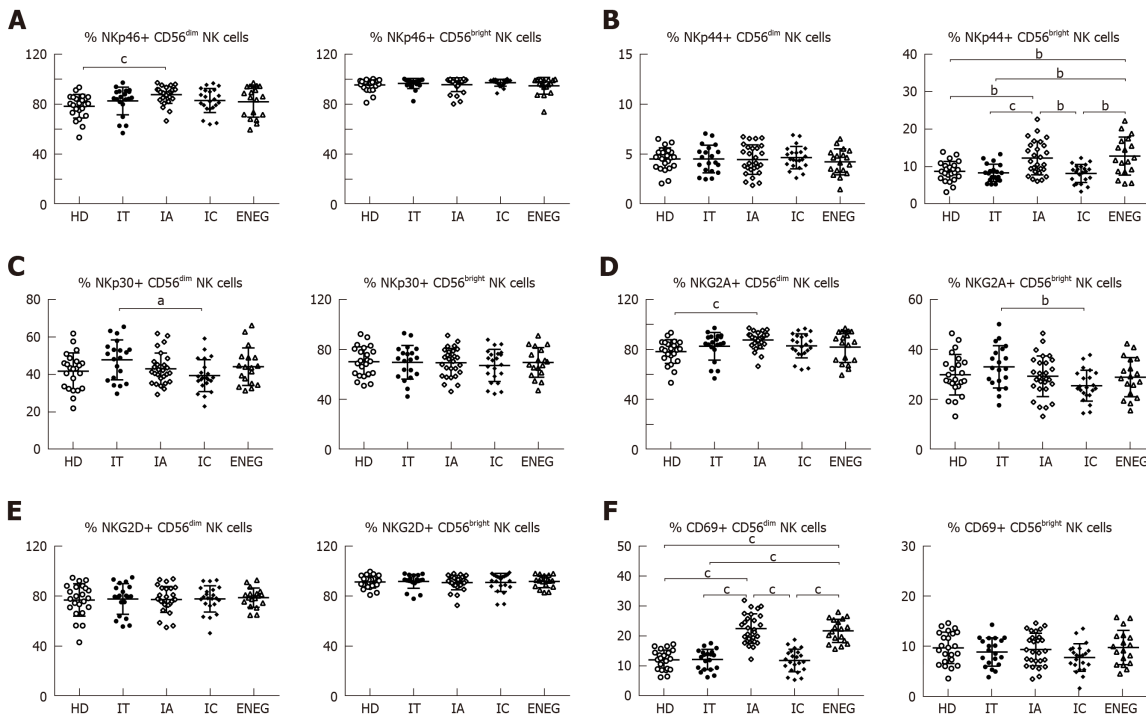 A
% NKp46+ CD56dim NK cells
120
80
40
0
c
HD IT IA IC ENEG
% NKp46+ CD56bright NK cells
120
80
40
0
HD IT IA IC ENEG
B
% NKp44+ CD56dim NK cells
15
10
5
0
HD IT IA IC ENEG
% NKp44+ CD56bright NK cells
40
30
20
10
0
b
b
b
c b b
HD IT IA IC ENEG
C
% NKp30+ CD56dim NK cells
80
60
40
20
0
a
HD IT IA IC ENEG
% NKp30+ CD56bright NK cells
120
80
40
0
HD IT IA IC ENEG
D
% NKG2A+ CD56dim NK cells
120
80
40
0
c
HD IT IA IC ENEG
% NKG2A+ CD56bright NK cells
60
40
20
0
b
HD IT IA IC ENEG
E
% NKG2D+ CD56dim NK cells
120
80
40
0
HD IT IA IC ENEG
% NKG2D+ CD56bright NK cells
120
80
40
0
HD IT IA IC ENEG
F
% CD69+ CD56dim NK cells
50
40
30
20
10
0
c
c
c
c c c
HD IT IA IC ENEG
% CD69+ CD56bright NK cells
30
20
10
0
HD IT IA IC ENEG